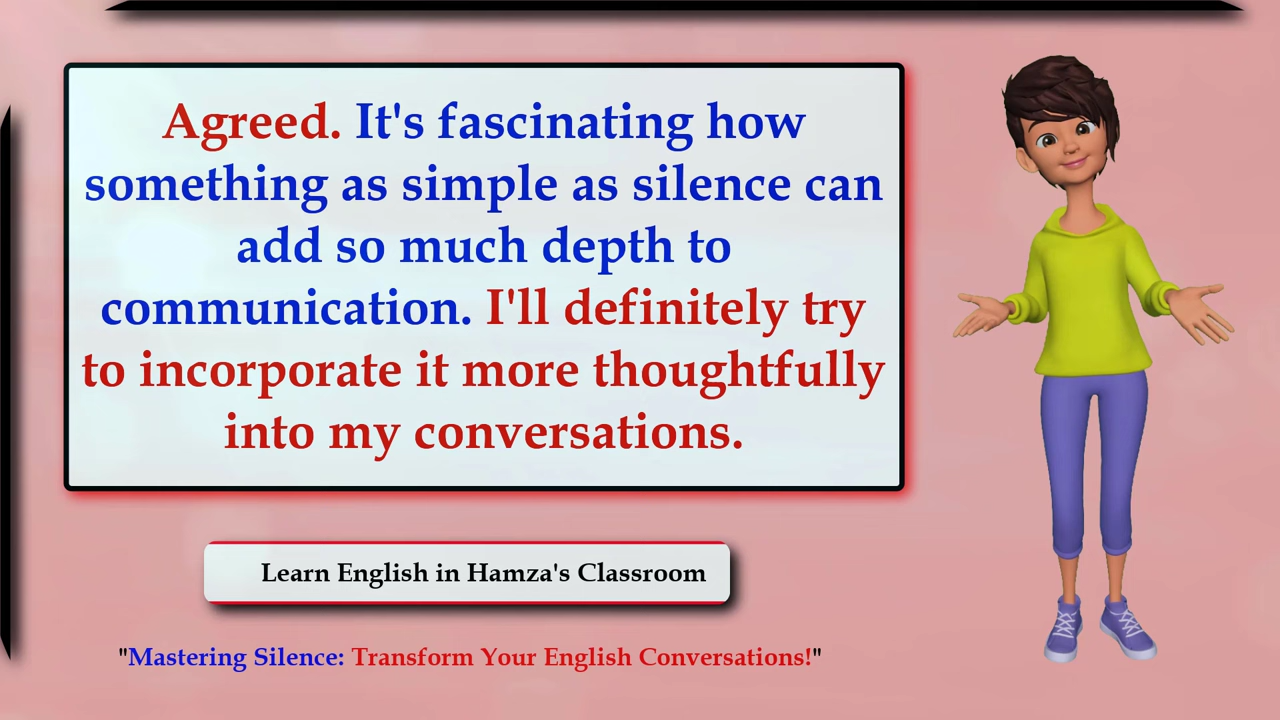 Agreed. It's fascinating how
something as simple as silence can
add so much depth to
communication. I'll definitely try
to incorporate it more thoughtfully
into my conversations.
Learn English in Hamza's Classroom
"Mastering Silence: Transform Your English Conversations!"